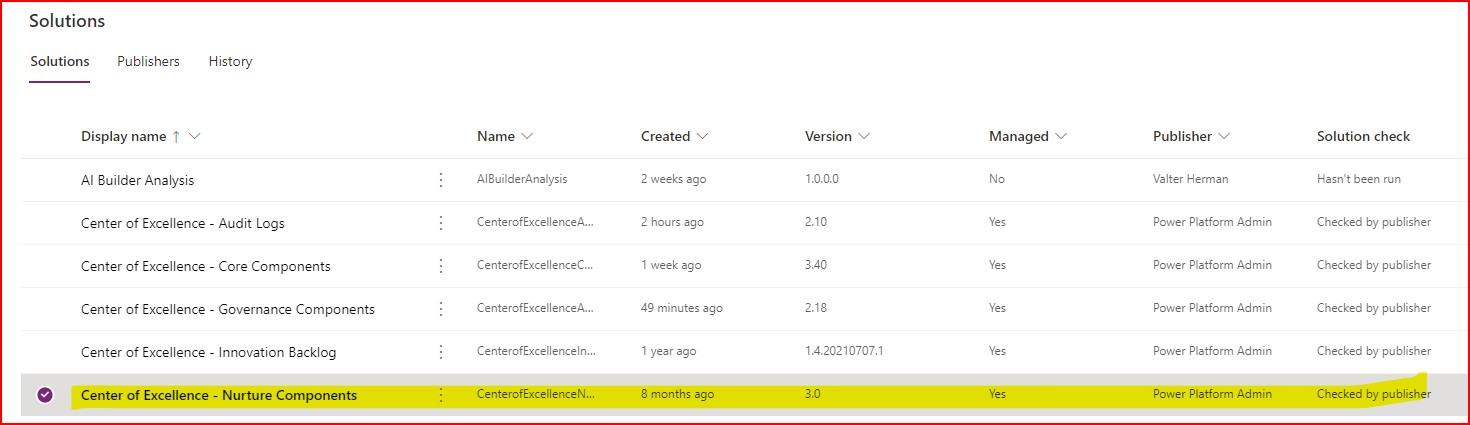 Solutions
Solutions Publishers History
Display name ↑ Name Created Version Managed Publisher Solution check
AI Builder Analysis AIBuilderAnalysis 2 weeks ago 1.0.0.0 No Valter Herman Hasn't been run
Center of Excellence - Audit Logs CenterofExcellenceA... 2 hours ago 2.10 Yes Power Platform Admin Checked by publisher
Center of Excellence - Core Components CenterofExcellenceC... 1 week ago 3.40 Yes Power Platform Admin Checked by publisher
Center of Excellence - Governance Components CenterofExcellenceA... 49 minutes ago 2.18 Yes Power Platform Admin Checked by publisher
Center of Excellence - Innovation Backlog CenterofExcellenceIn... 1 year ago 1.4.20210707.1 Yes Power Platform Admin Checked by publisher
Center of Excellence - Nurture Components CenterofExcellenceN... 8 months ago 3.0 Yes Power Platform Admin Checked by publisher